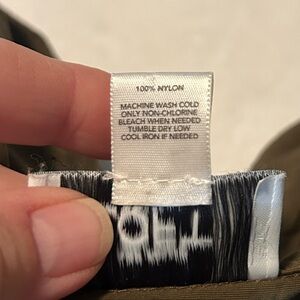 100% NYLON
MACHINE WASH COLD
ONLY NON-CHLORINE
BLEACH WHEN NEEDED
TUMBLE DRY LOW
COOL IRON IF NEEDED